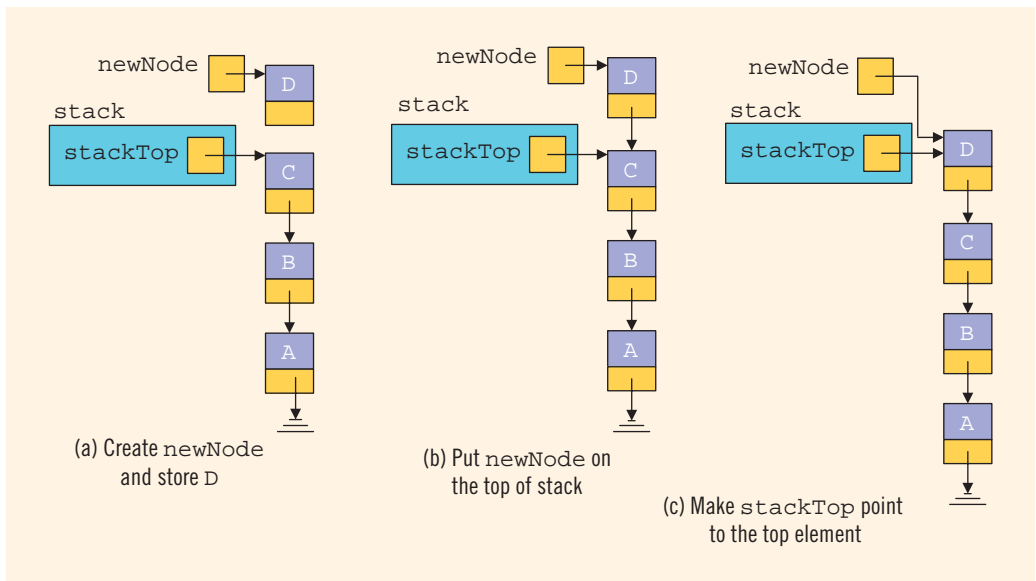 newNode
D
stack
stackTop
C
B
A
(a) Create newNode
and store D
newNode
D
stack
stackTop
C
B
A
(b) Put newNode on
the top of stack
newNode
stack
stackTop
D
C
B
A
(c) Make stackTop point
to the top element